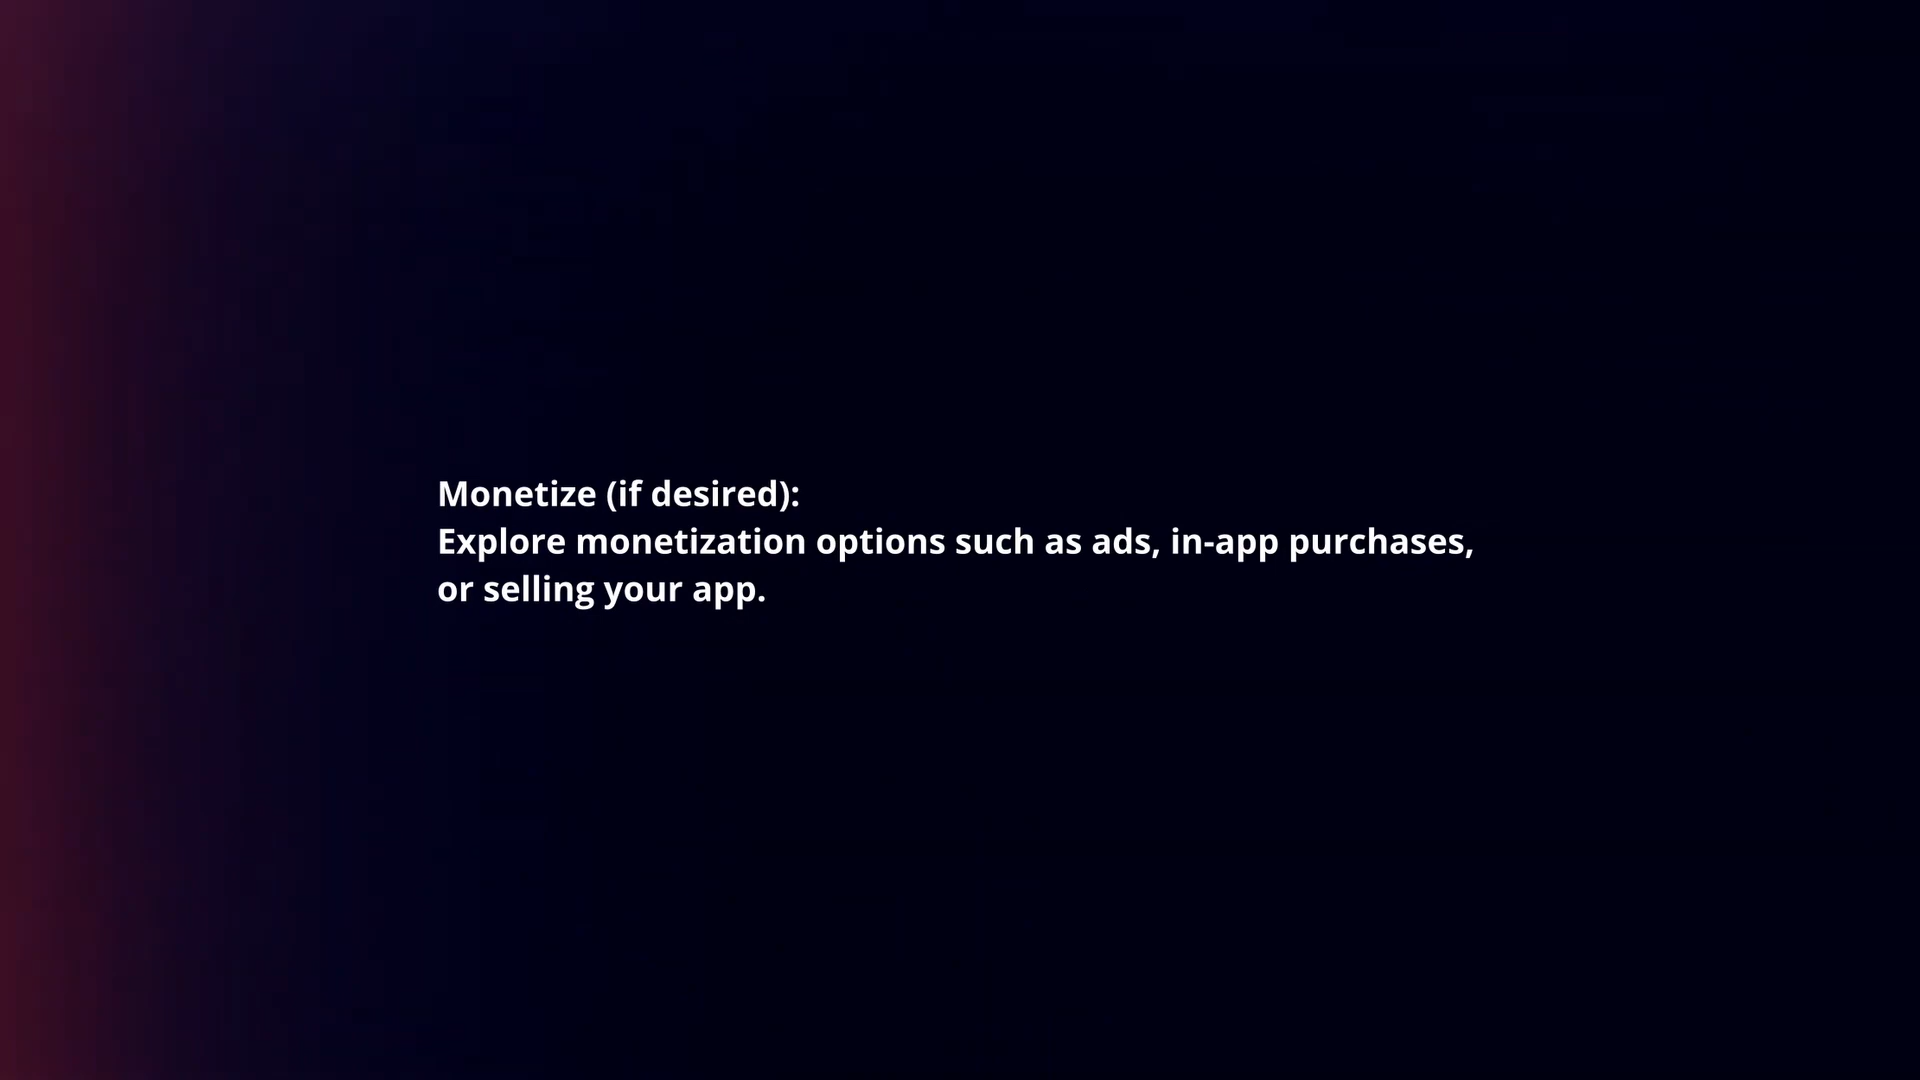 Monetize (if desired):
Explore monetization options such as ads, in-app purchases,
or selling your app.